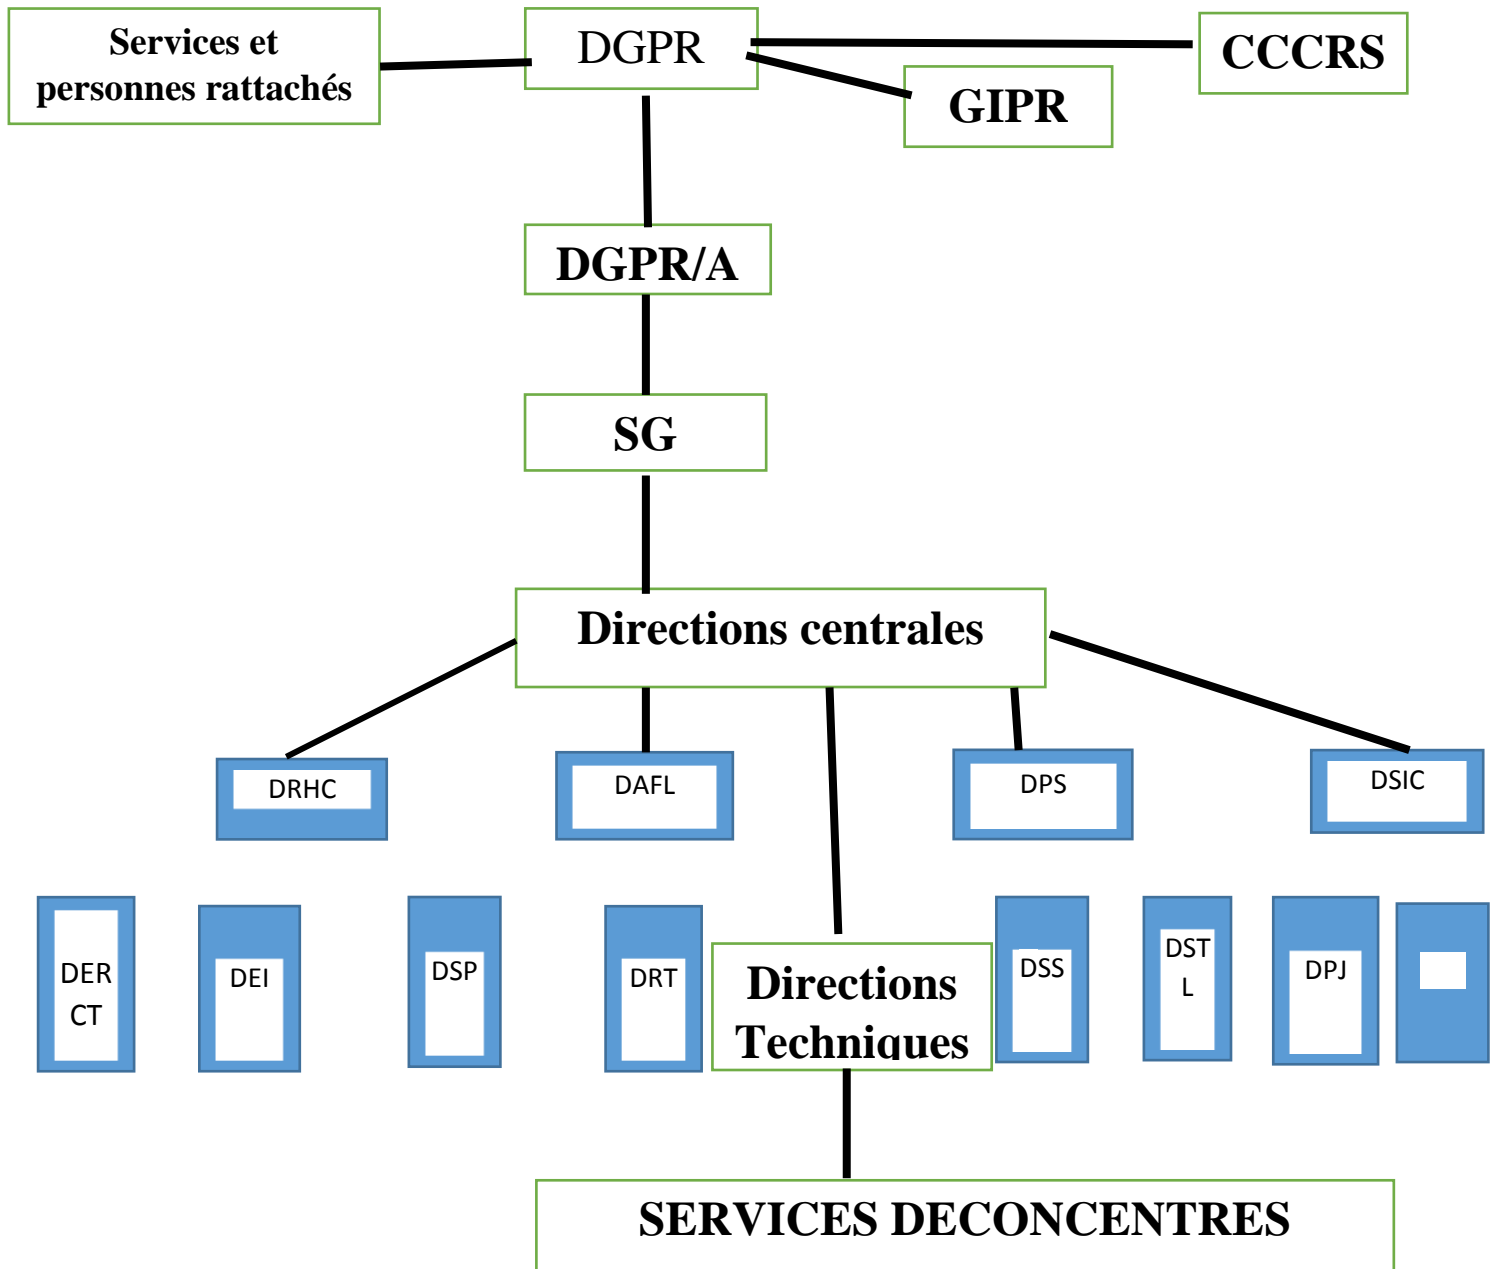 Services et
personnes rattachés
DGPR
CCCRS
GIPR
DGPR/A
SG
Directions centrales
DRHC
DAFL
DPS
DSIC
DER
CT
DEI
DSP
DRT
Directions
Techniques
DSS
DST
L
DPJ
SERVICES DECONCENTRES